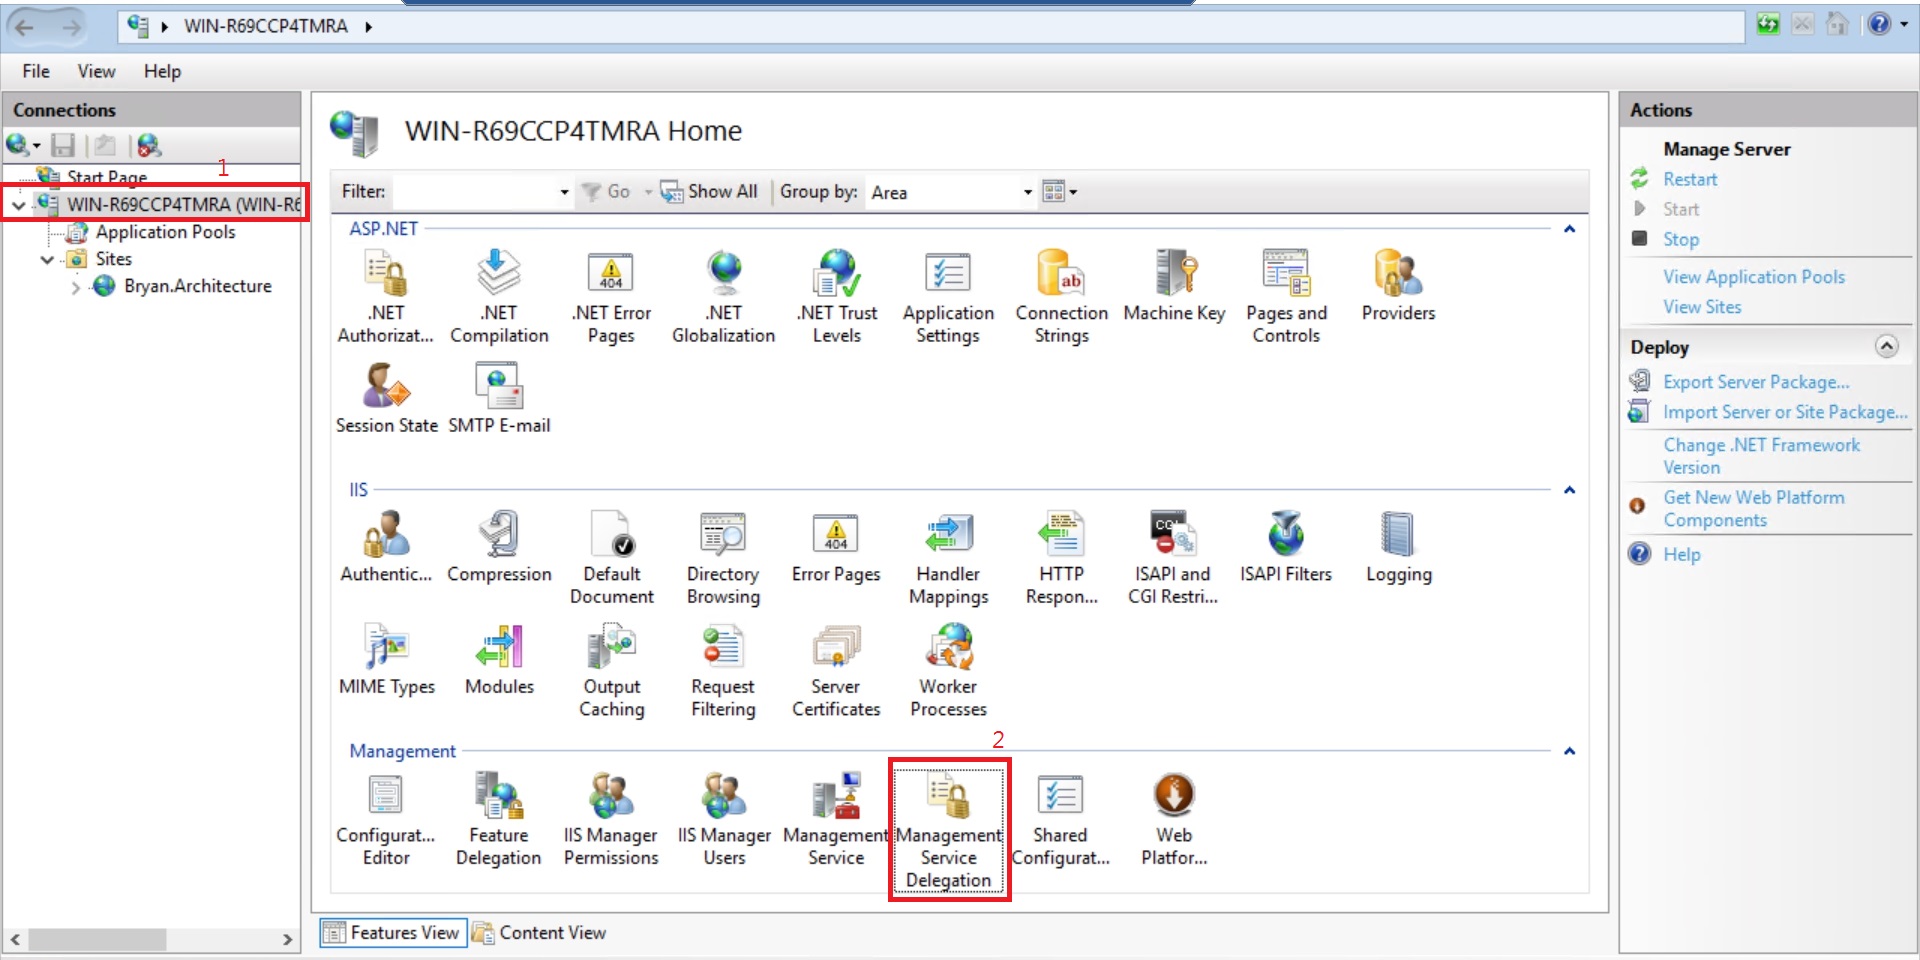 WIN-R69CCP4TMRA
File View Help
Connections
1
Start Page
WIN-R69CCP4TMRA (WIN-R6
Application Pools
Sites
Bryan.Architecture
WIN-R69CCP4TMRA Home
Filter: Go Show All Group by: Area
ASP.NET
.NET Authorizat...
.NET Compilation
.NET Error Pages
.NET Globalization
.NET Trust Levels
Application Settings
Connection Strings
Machine Key
Pages and Controls
Providers
Session State
SMTP E-mail
IIS
Authentic...
Compression
Default Document
Directory Browsing
Error Pages
Handler Mappings
HTTP Respon...
ISAPI and CGI Restri...
ISAPI Filters
Logging
MIME Types
Modules
Output Caching
Request Filtering
Server Certificates
Worker Processes
Management
2
Configurat... Editor
Feature Delegation
IIS Manager Permissions
IIS Manager Users
Management Service
Management Service Delegation
Shared Configurat...
Web Platfor...
Features View
Content View
Actions
Manage Server
Restart
Start
Stop
View Application Pools
View Sites
Deploy
Export Server Package...
Import Server or Site Package...
Change .NET Framework
Version
Get New Web Platform
Components
Help